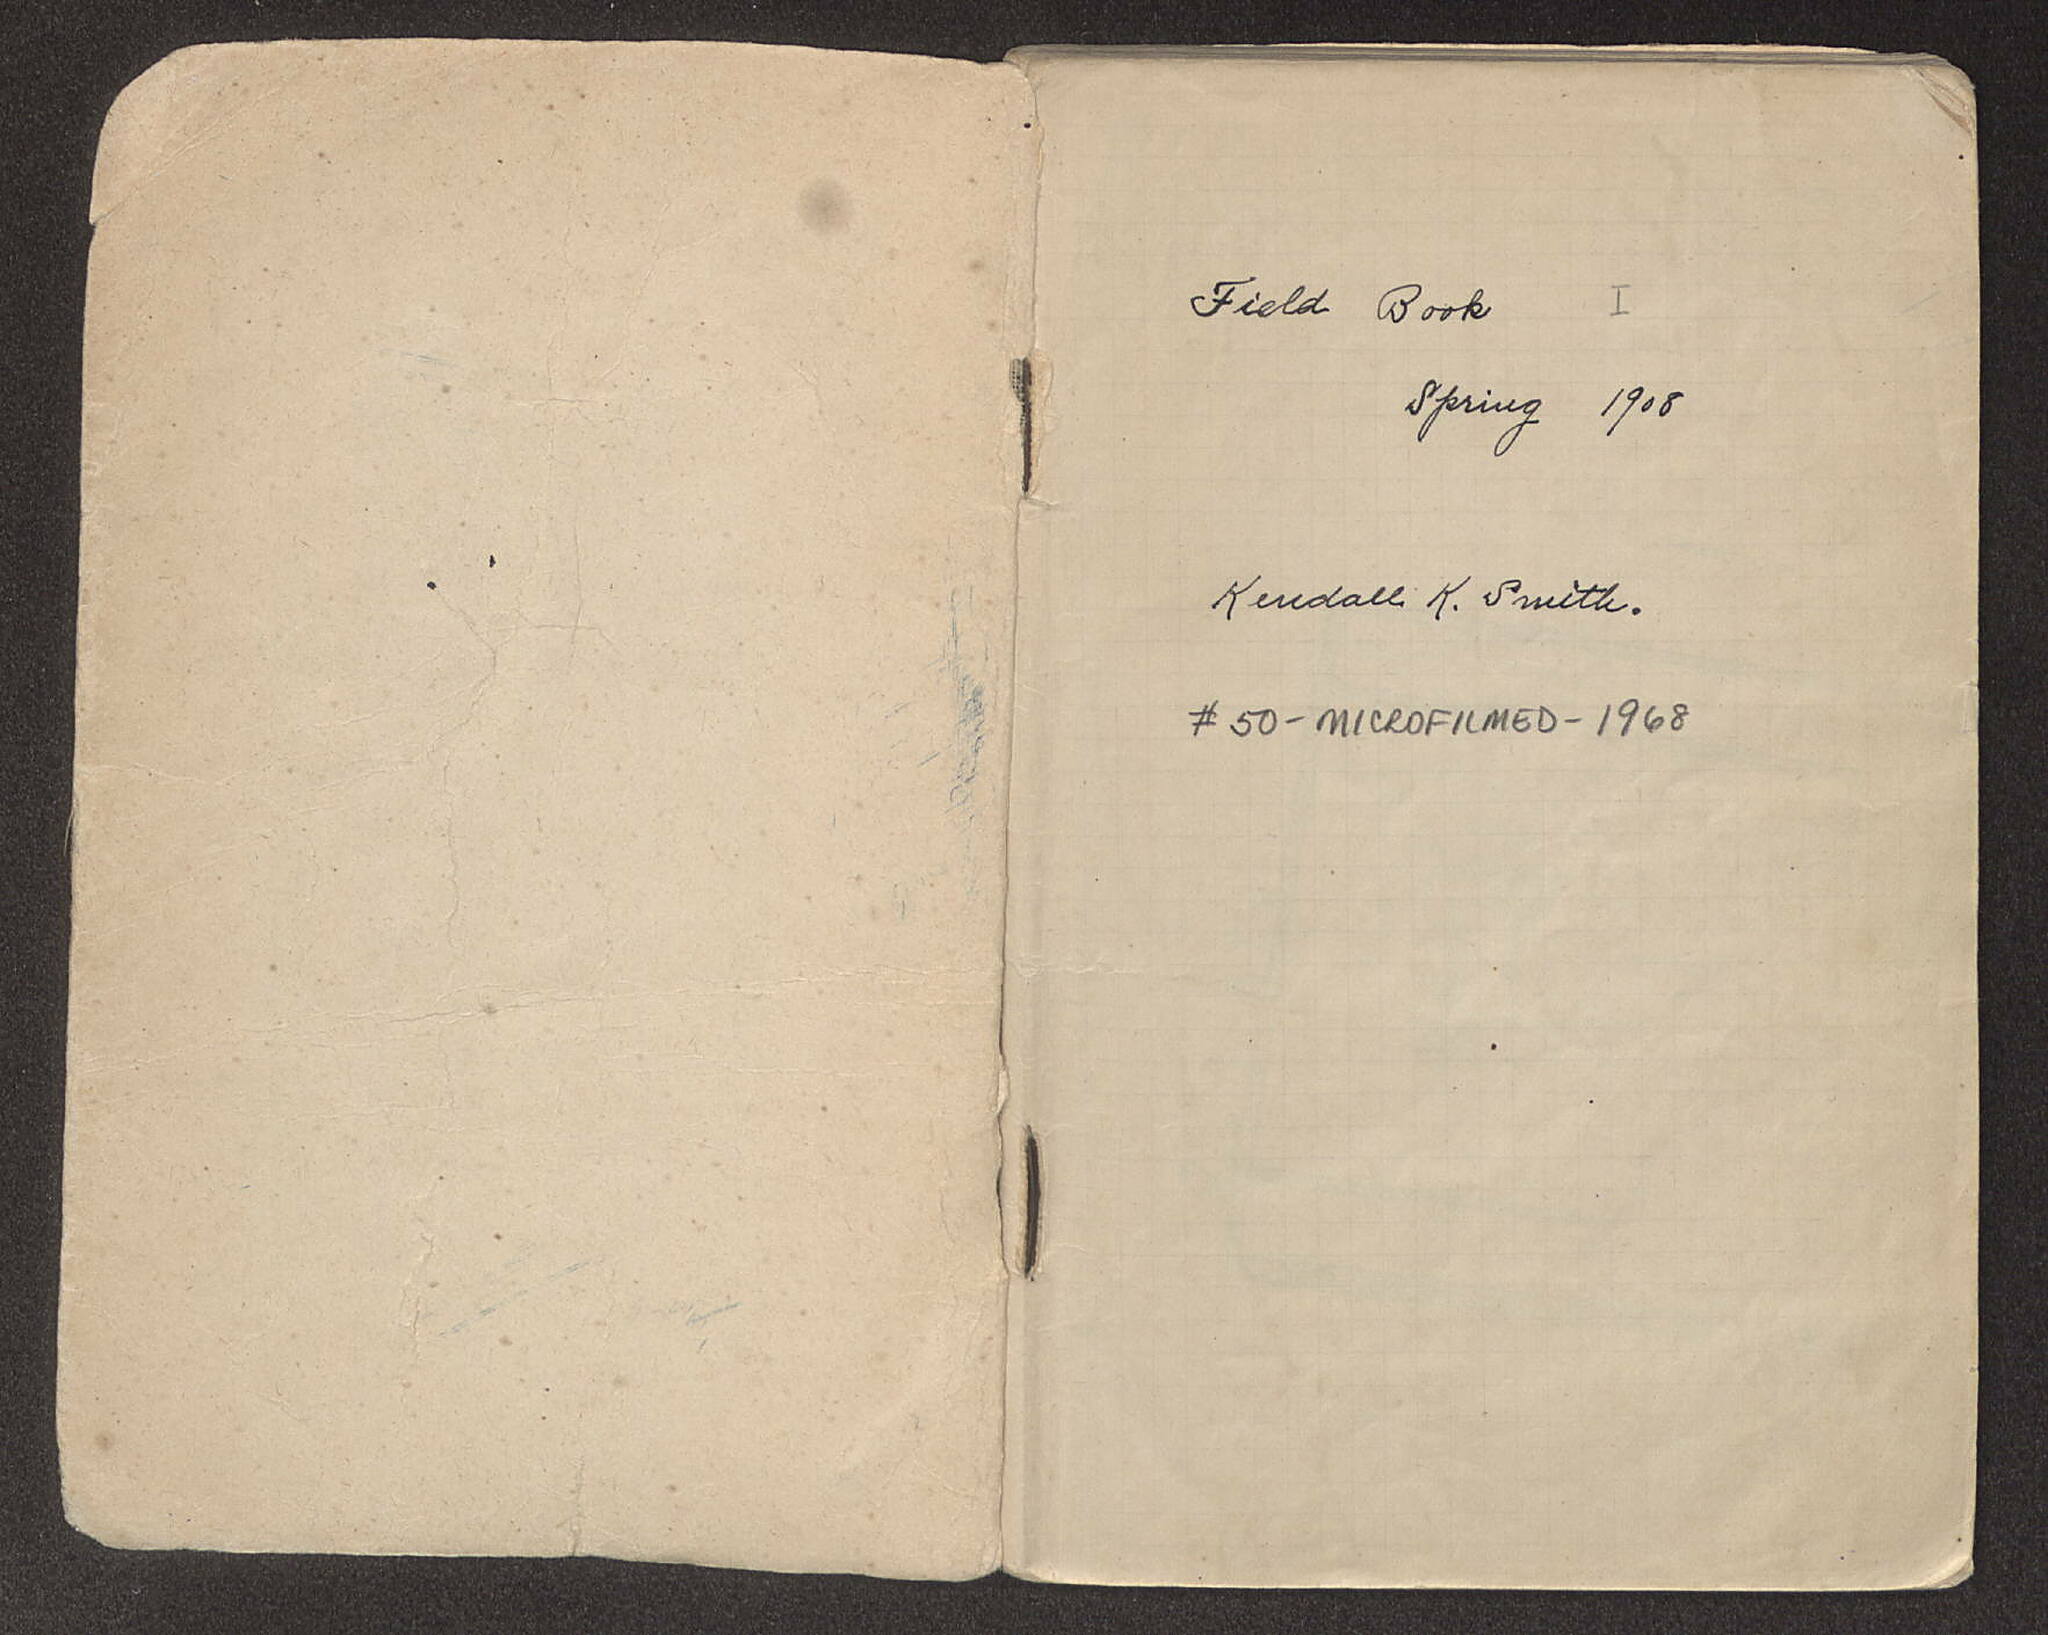 Field Book I
Spring 1908
Kendall K. Smith.
# 50 - MICROFILMED - 1968